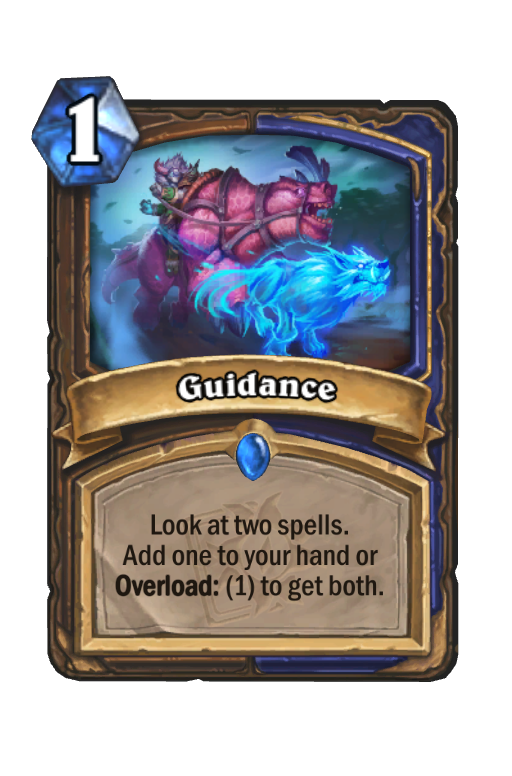 1
Guidance
Look at two spells.
Add one to your hand or
Overload: (1) to get both.